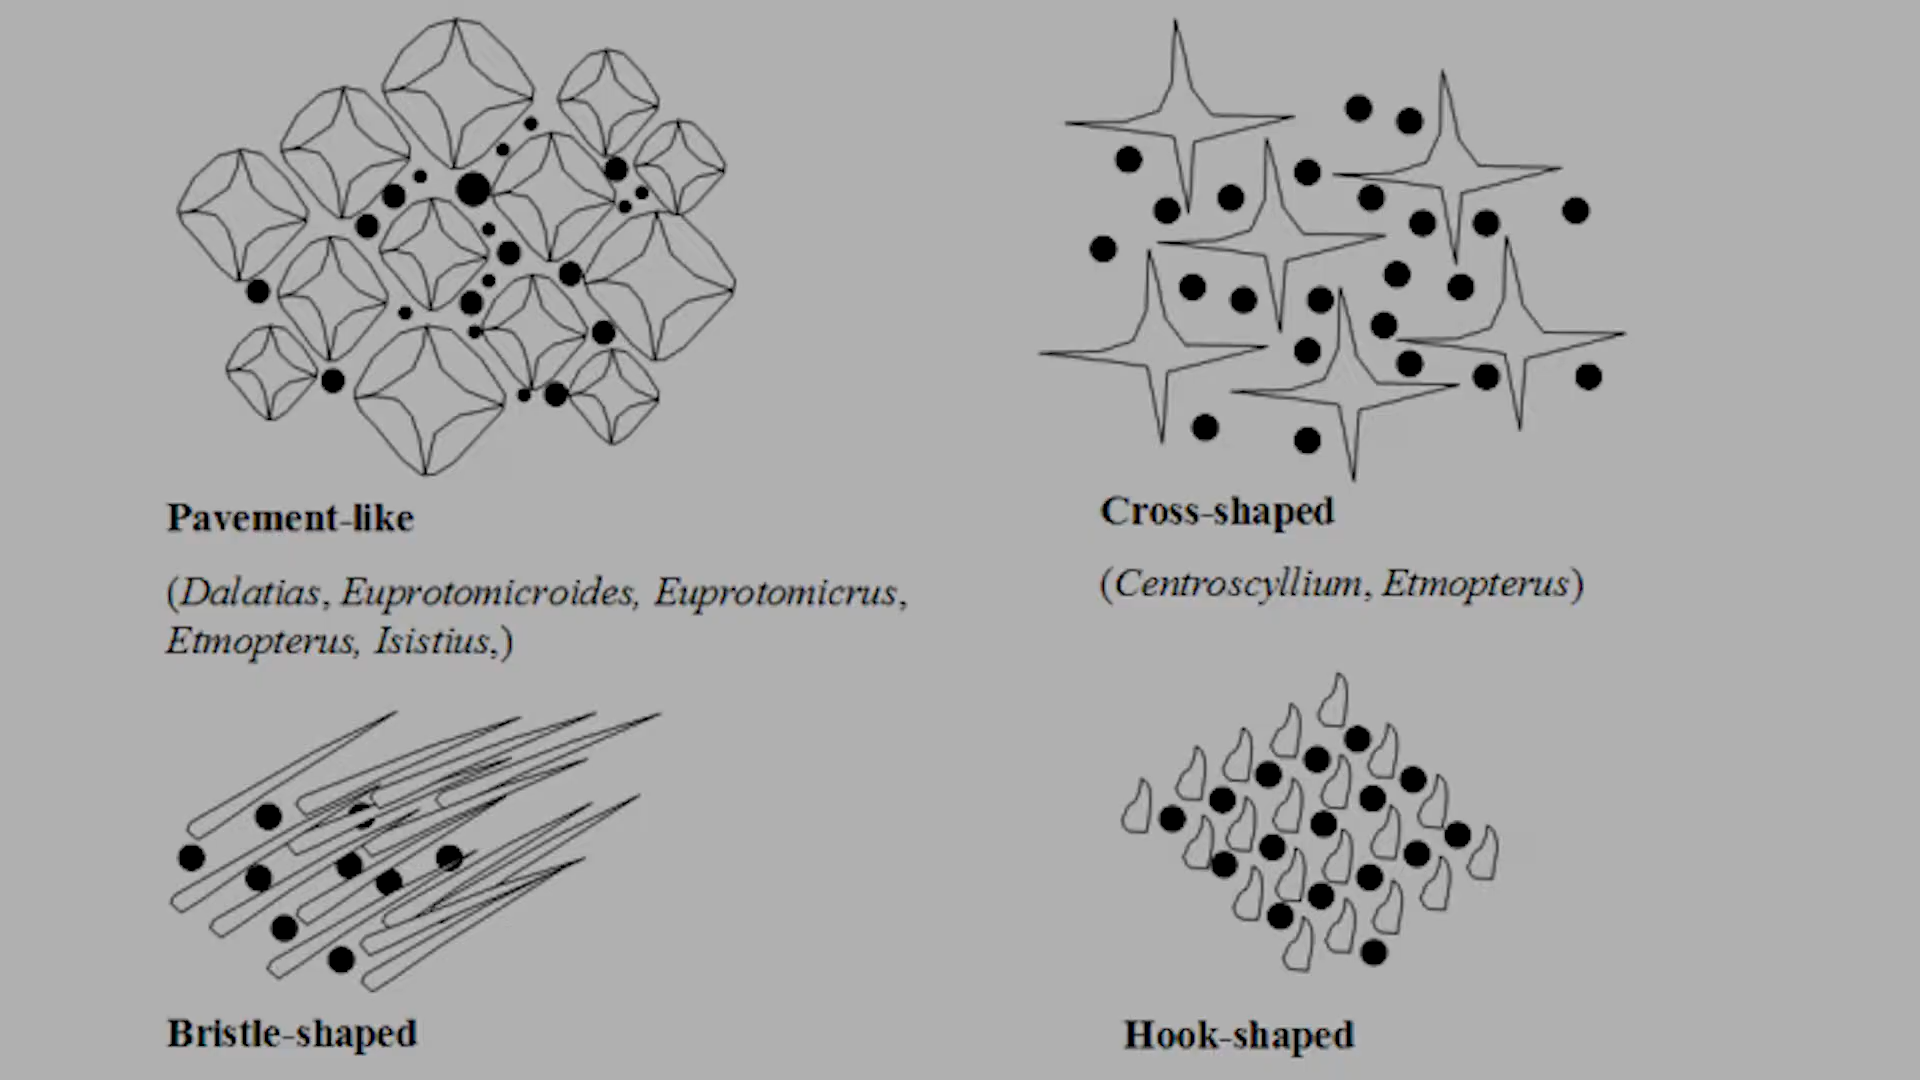 Pavement-like
(Dalatias, Euprotomicroides, Euprotomicrus,
Etmopterus, Isistius,)
Cross-shaped
(Centroscyllium, Etmopterus)
Bristle-shaped
Hook-shaped